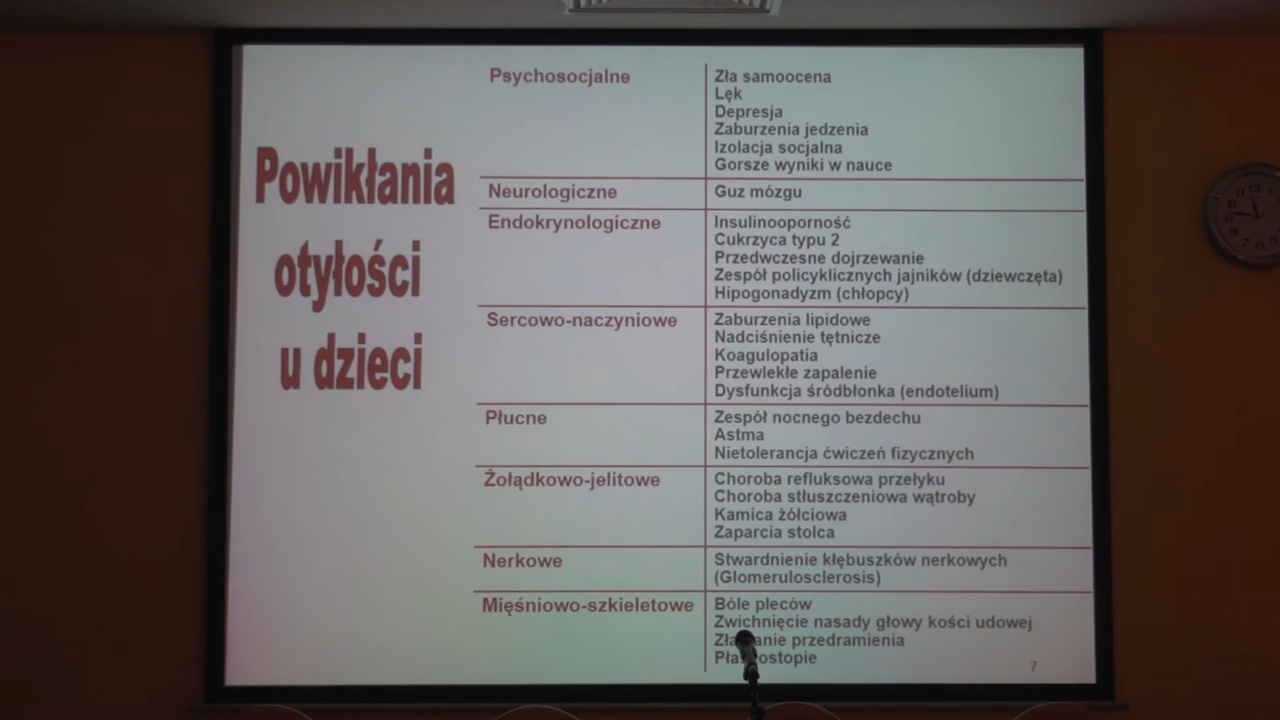 Powikłania
otyłości
u dzieci
Psychosocjalne
Zła samoocena
Lęk
Depresja
Zaburzenia jedzenia
Izolacja socjalna
Gorsze wyniki w nauce
Neurologiczne
Guz mózgu
Endokrynologiczne
Insulinooporność
Cukrzyca typu 2
Przedwczesne dojrzewanie
Zespół policyklicznych jajników (dziewczęta)
Hipogonadyzm (chłopcy)
Sercowo-naczyniowe
Zaburzenia lipidowe
Nadciśnienie tętnicze
Koagulopatia
Przewlekłe zapalenie
Dysfunkcja śródbłonka (endotelium)
Płucne
Zespół nocnego bezdechu
Astma
Nietolerancja ćwiczeń fizycznych
Żołądkowo-jelitowe
Choroba refluksowa przełyku
Choroba stłuszczeniowa wątroby
Kamica żółciowa
Zaparcia stolca
Nerkowe
Stwardnienie kłębuszków nerkowych
(Glomerulosclerosis)
Mięśniowo-szkieletowe
Bóle pleców
Zwichnięcie nasady głowy kości udowej
przedramienia
7